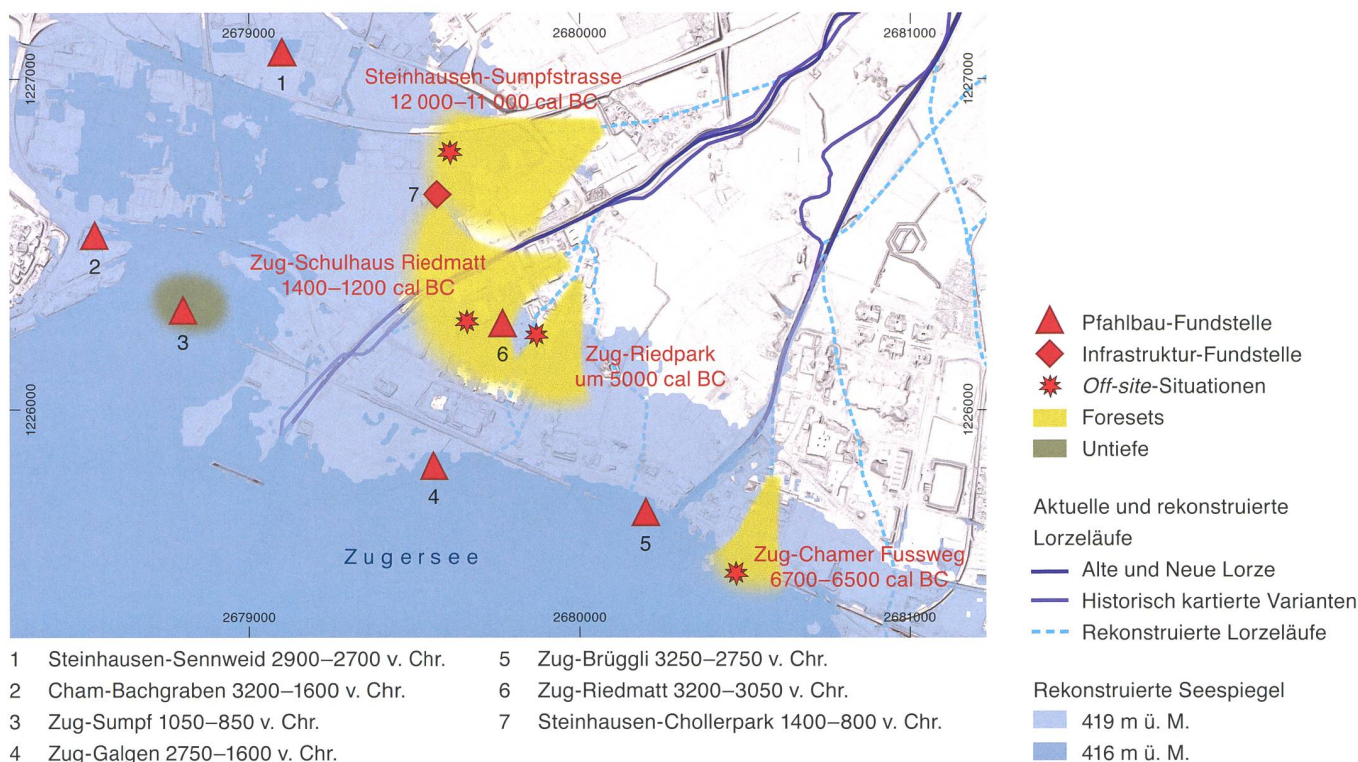 2679000
2680000
2681000
1227000
1227000
1
Steinhausen-Sumpfstrasse
12 000–11 000 cal BC
7
2
Zug-Schulhaus Riedmatt
1400–1200 cal BC
3
6
Zug-Riedpark
um 5000 cal BC
1226000
1226000
4
5
Zugersee
Zug-Chamer Fussweg
6700–6500 cal BC
2679000
2680000
2681000
Pfahlbau-Fundstelle
Infrastruktur-Fundstelle
Off-site-Situationen
Foresets
Untiefe
Aktuelle und rekonstruierte
Lorzeläufe
Alte und Neue Lorze
Historisch kartierte Varianten
Rekonstruierte Lorzeläufe
Rekonstruierte Seespiegel
419 m ü. M.
416 m ü. M.
1 Steinhausen-Sennweid 2900–2700 v. Chr.
2 Cham-Bachgraben 3200–1600 v. Chr.
3 Zug-Sumpf 1050–850 v. Chr.
4 Zug-Galgen 2750–1600 v. Chr.
5 Zug-Brüggli 3250–2750 v. Chr.
6 Zug-Riedmatt 3200–3050 v. Chr.
7 Steinhausen-Chollerpark 1400–800 v. Chr.